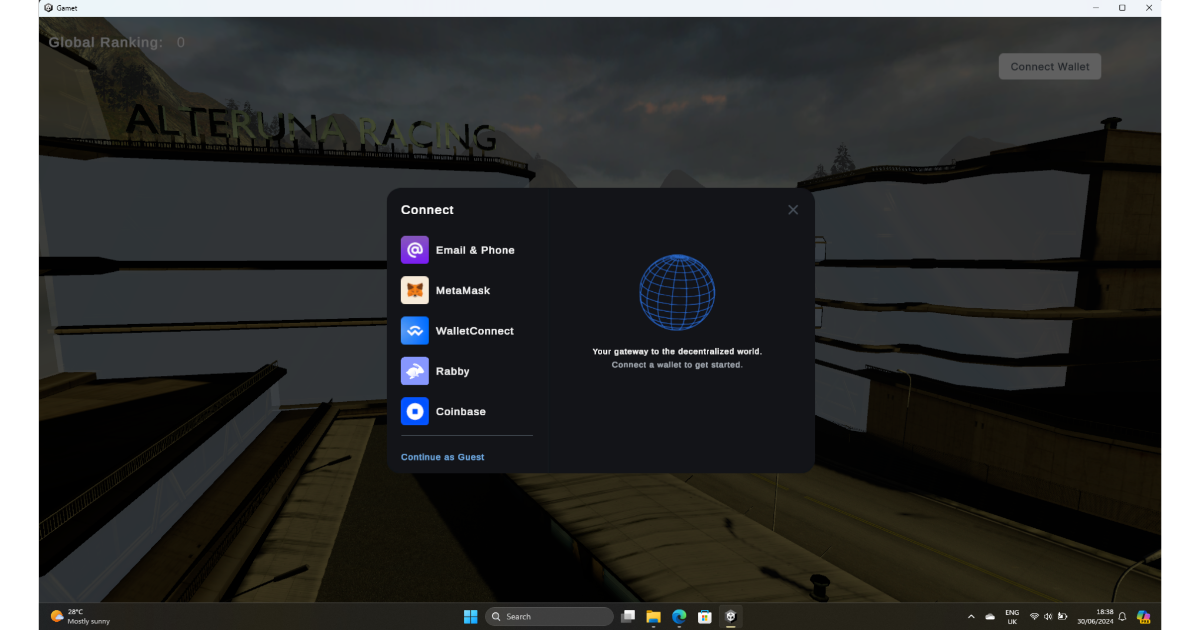 Gamet
Global Ranking: 0
Connect Wallet
ALTERUNA RACING
Connect
Email & Phone
MetaMask
WalletConnect
Rabby
Coinbase
Continue as Guest
Your gateway to the decentralized world.
Connect a wallet to get started.
28°C
Mostly sunny
Search
ENG
UK
18:38
30/06/2024